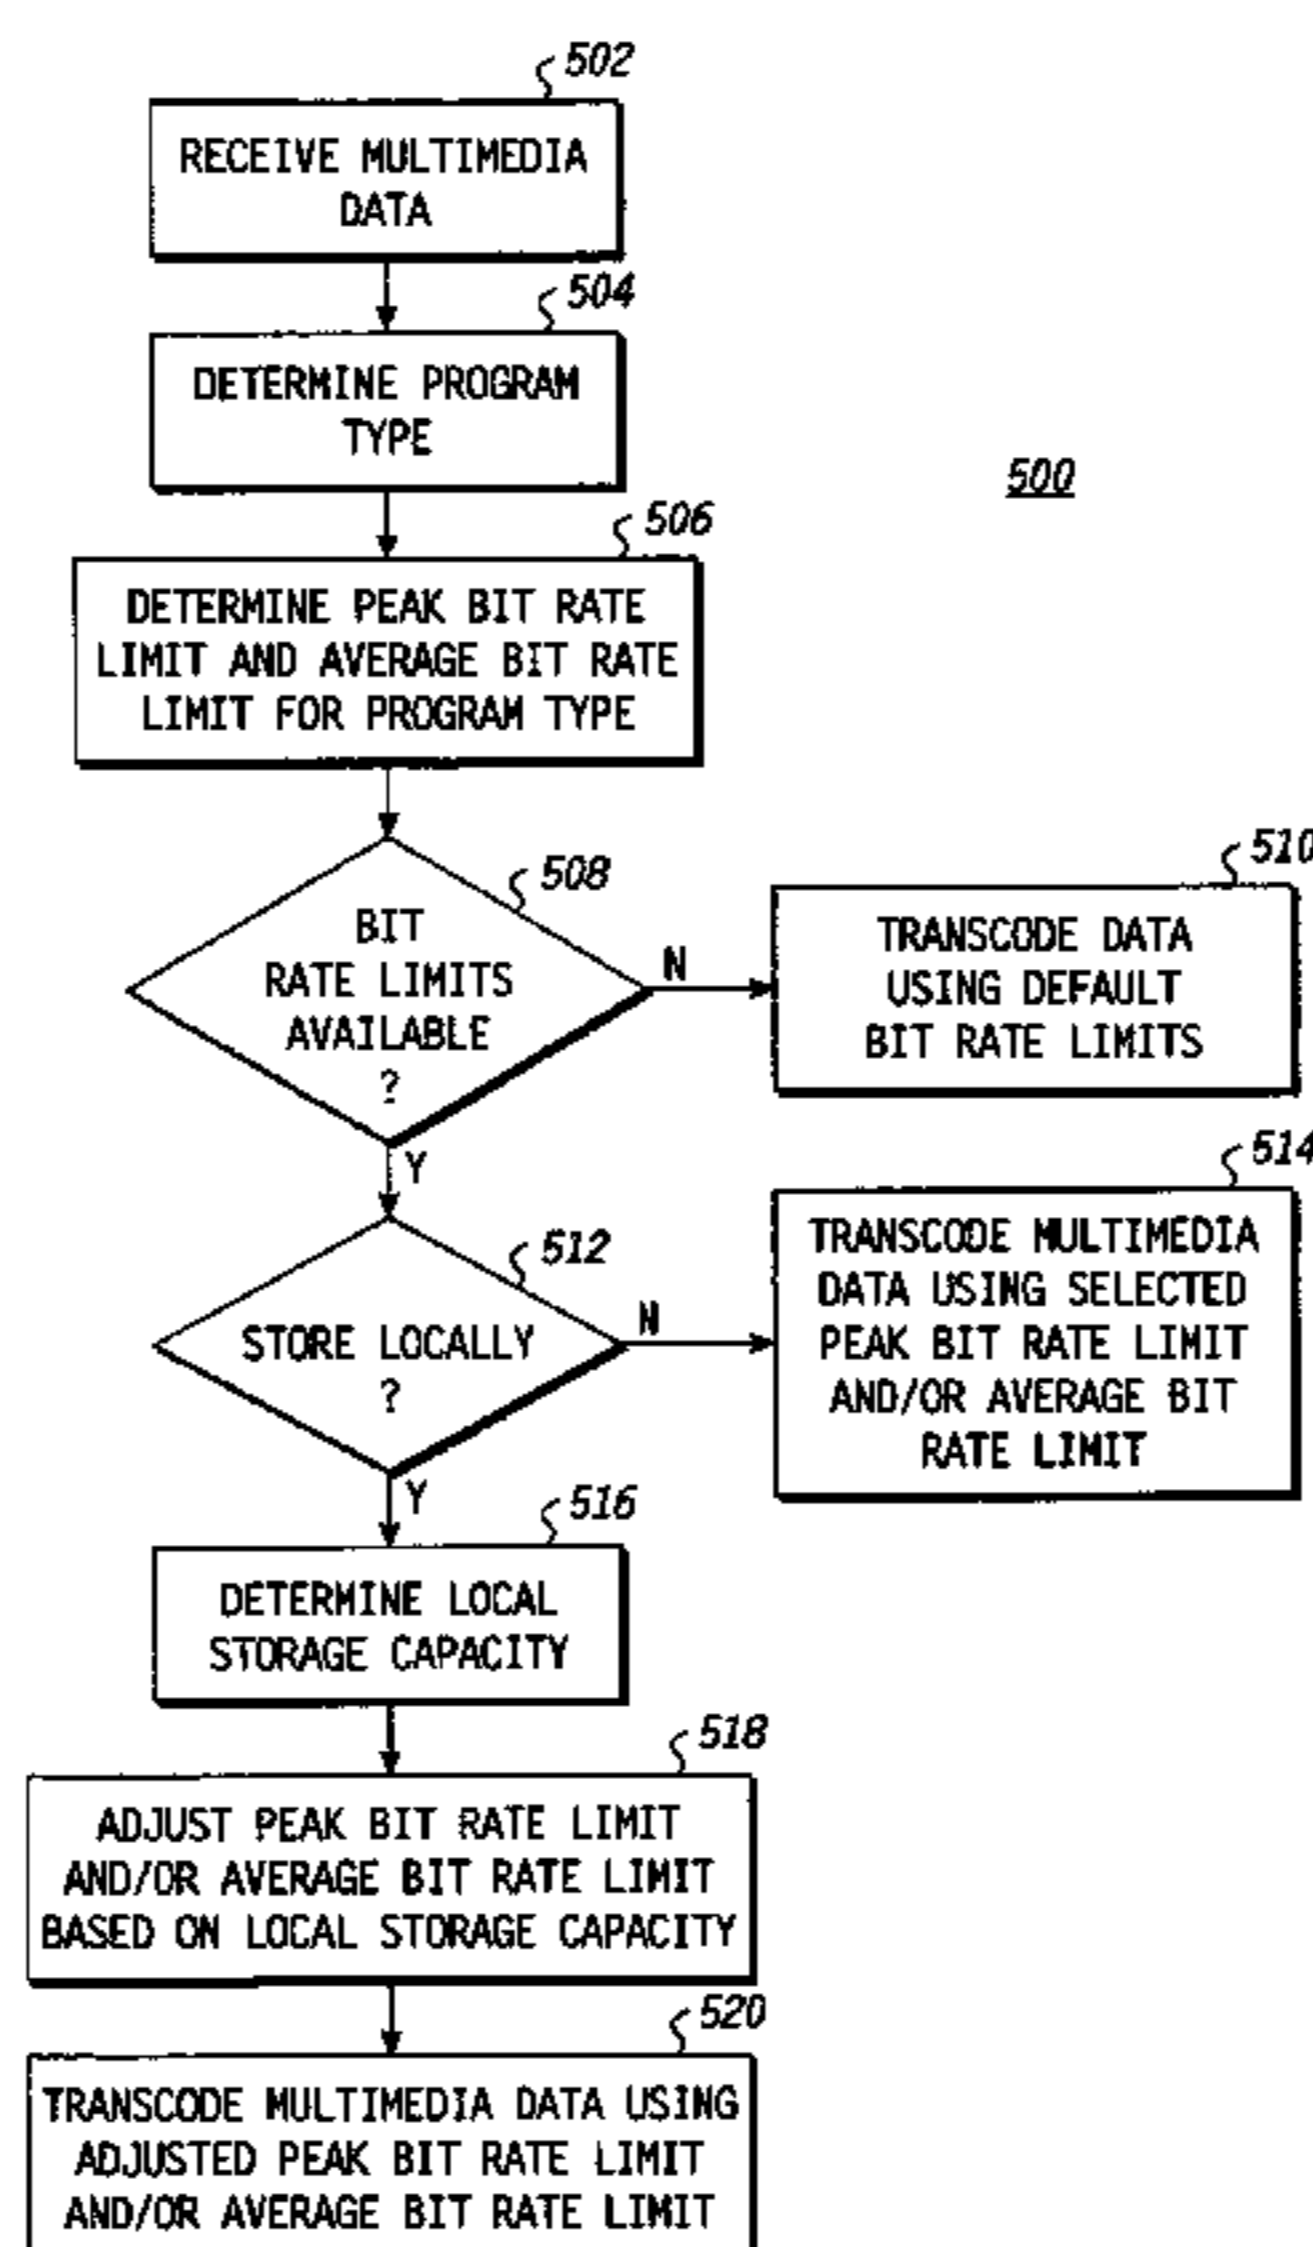 502
RECEIVE MULTIMEDIA
DATA
504
DETERMINE PROGRAM
TYPE
500
506
DETERMINE PEAK BIT RATE
LIMIT AND AVERAGE BIT RATE
LIMIT FOR PROGRAM TYPE
508
BIT
RATE LIMITS
AVAILABLE
?
N
510
TRANSCODE DATA
USING DEFAULT
BIT RATE LIMITS
Y
512
STORE LOCALLY
?
N
514
TRANSCODE MULTIMEDIA
DATA USING SELECTED
PEAK BIT RATE LIMIT
AND/OR AVERAGE BIT
RATE LIMIT
Y
516
DETERMINE LOCAL
STORAGE CAPACITY
518
ADJUST PEAK BIT RATE LIMIT
AND/OR AVERAGE BIT RATE LIMIT
BASED ON LOCAL STORAGE CAPACITY
520
TRANSCODE MULTIMEDIA DATA USING
ADJUSTED PEAK BIT RATE LIMIT
AND/OR AVERAGE BIT RATE LIMIT